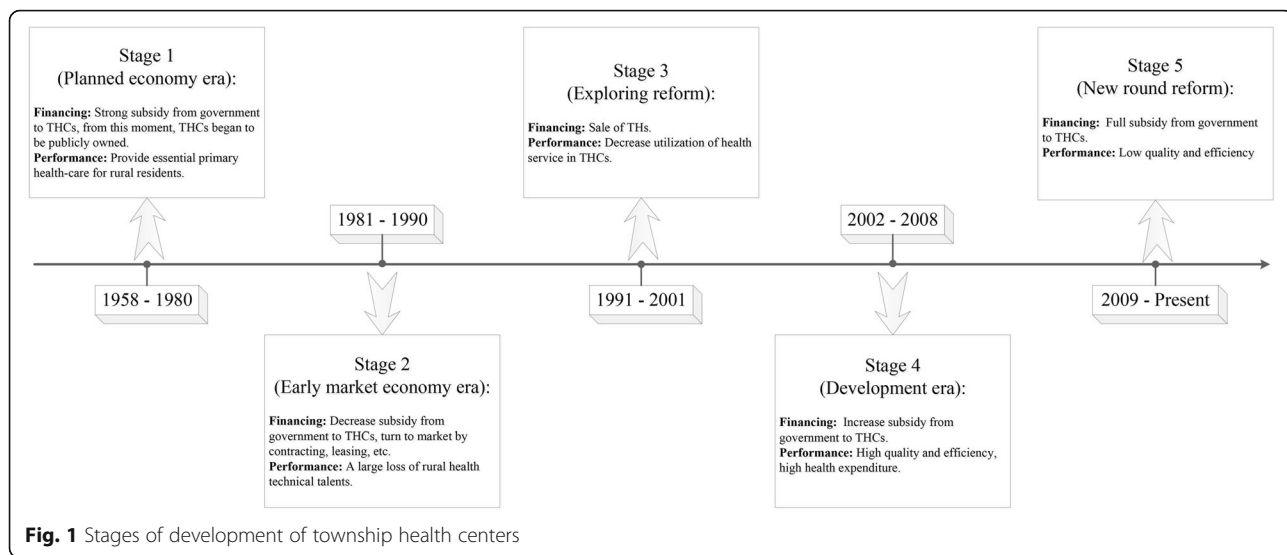 Stage 1
(Planned economy era):
Financing: Strong subsidy from government
to THCs, from this moment, THCs began to
be publicly owned.
Performance: Provide essential primary
health-care for rural residents.
Stage 3
(Exploring reform):
Financing: Sale of THs.
Performance: Decrease utilization of health
service in THCs.
Stage 5
(New round reform):
Financing: Full subsidy from government
to THCs.
Performance: Low quality and efficiency
1981 - 1990
2002 - 2008
1958 - 1980
1991 - 2001
2009 - Present
Stage 2
(Early market economy era):
Financing: Decrease subsidy from
government to THCs, turn to market by
contracting, leasing, etc.
Performance: A large loss of rural health
technical talents.
Stage 4
(Development era):
Financing: Increase subsidy from
government to THCs.
Performance: High quality and efficiency,
high health expenditure.
Fig. 1 Stages of development of township health centers